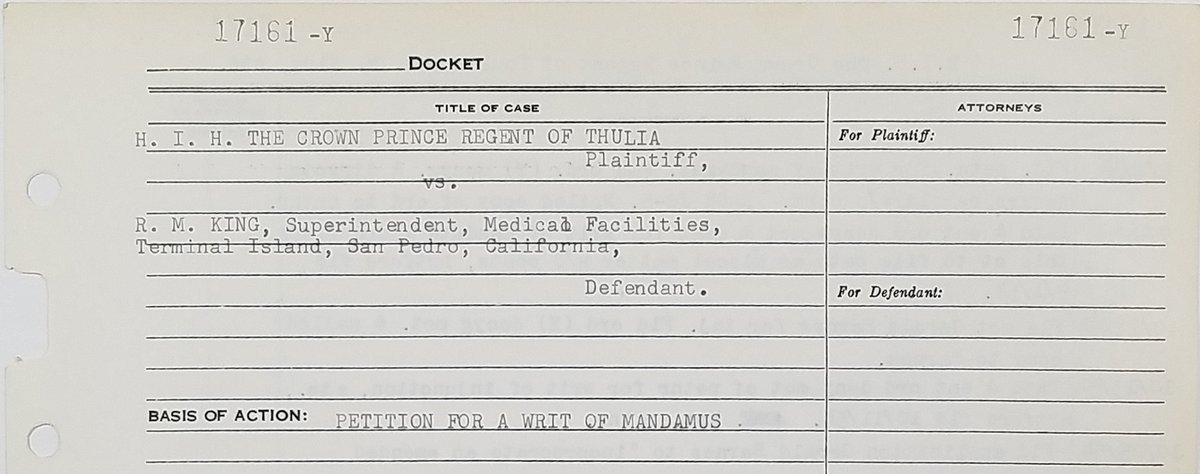 17161 -Y 17161 -Y
DOCKET
TITLE OF CASE ATTORNEYS
H. I. H. THE CROWN PRINCE REGENT OF THULIA For Plaintiff:
Plaintiff,
vs.
R. M. KING, Superintendent, Medical Facilities,
Terminal Island, San Pedro, California,
Defendant. For Defendant:
BASIS OF ACTION: PETITION FOR A WRIT OF MANDAMUS